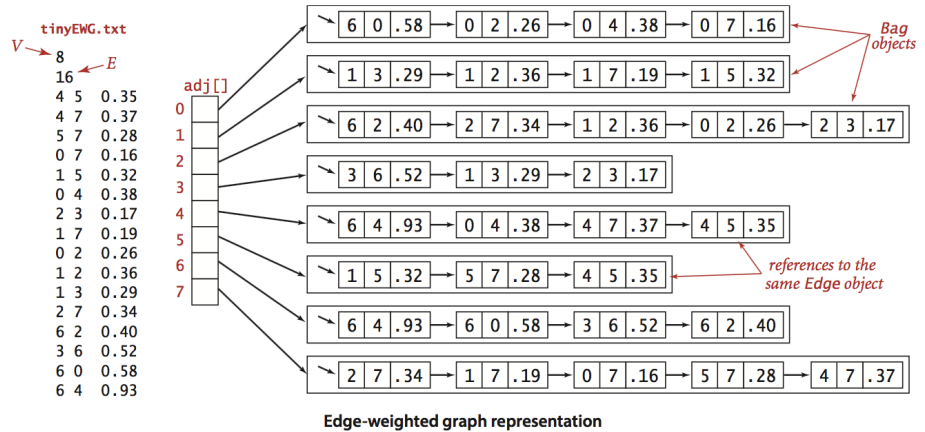 tinyEWG.txt
V
8
16
E
4 5 0.35
4 7 0.37
5 7 0.28
0 7 0.16
1 5 0.32
0 4 0.38
2 3 0.17
1 7 0.19
0 2 0.26
1 2 0.36
1 3 0.29
2 7 0.34
6 2 0.40
3 6 0.52
6 0 0.58
6 4 0.93
adj[]
0
1
2
3
4
5
6
7
6 0 .58 0 2 .26 0 4 .38 0 7 .16
1 3 .29 1 2 .36 1 7 .19 1 5 .32
6 2 .40 2 7 .34 1 2 .36 0 2 .26 2 3 .17
3 6 .52 1 3 .29 2 3 .17
6 4 .93 0 4 .38 4 7 .37 4 5 .35
1 5 .32 5 7 .28 4 5 .35
6 4 .93 6 0 .58 3 6 .52 6 2 .40
2 7 .34 1 7 .19 0 7 .16 5 7 .28 4 7 .37
Bag
objects
references to the
same Edge object
Edge-weighted graph representation